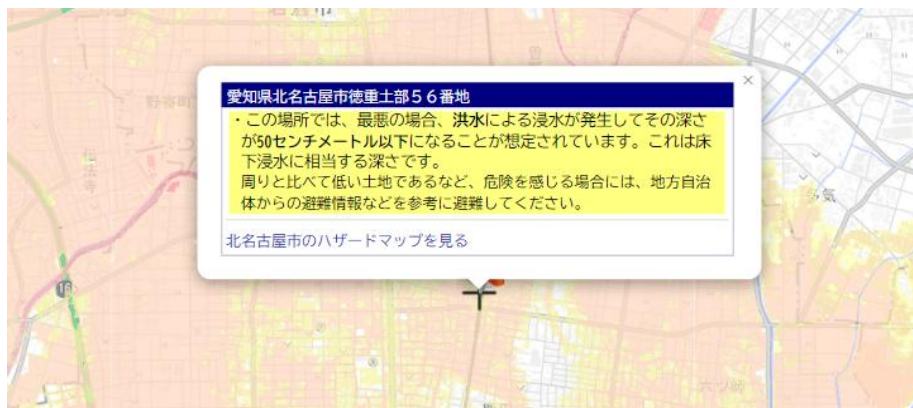 愛知県北名古屋市徳重土部５６番地
・この場所では、最悪の場合、洪水による浸水が発生してその深さ
が50センチメートル以下になることが想定されています。これは床
下浸水に相当する深さです。
周りと比べて低い土地であるなど、危険を感じる場合には、地方自治
体からの避難情報などを参考に避難してください。
北名古屋市のハザードマップを見る
多気
六ツ師